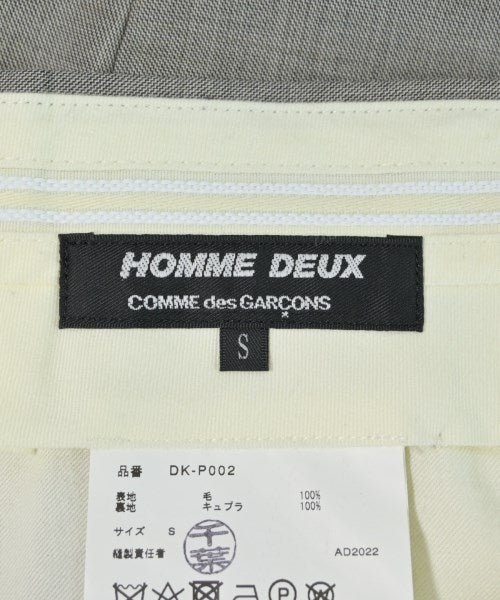 HOMME DEUX
COMME des GARÇONS
S
品番 DK-P002
表地 毛 100%
裏地 キュプラ 100%
サイズ S
千葉
縫製責任者 AD2022